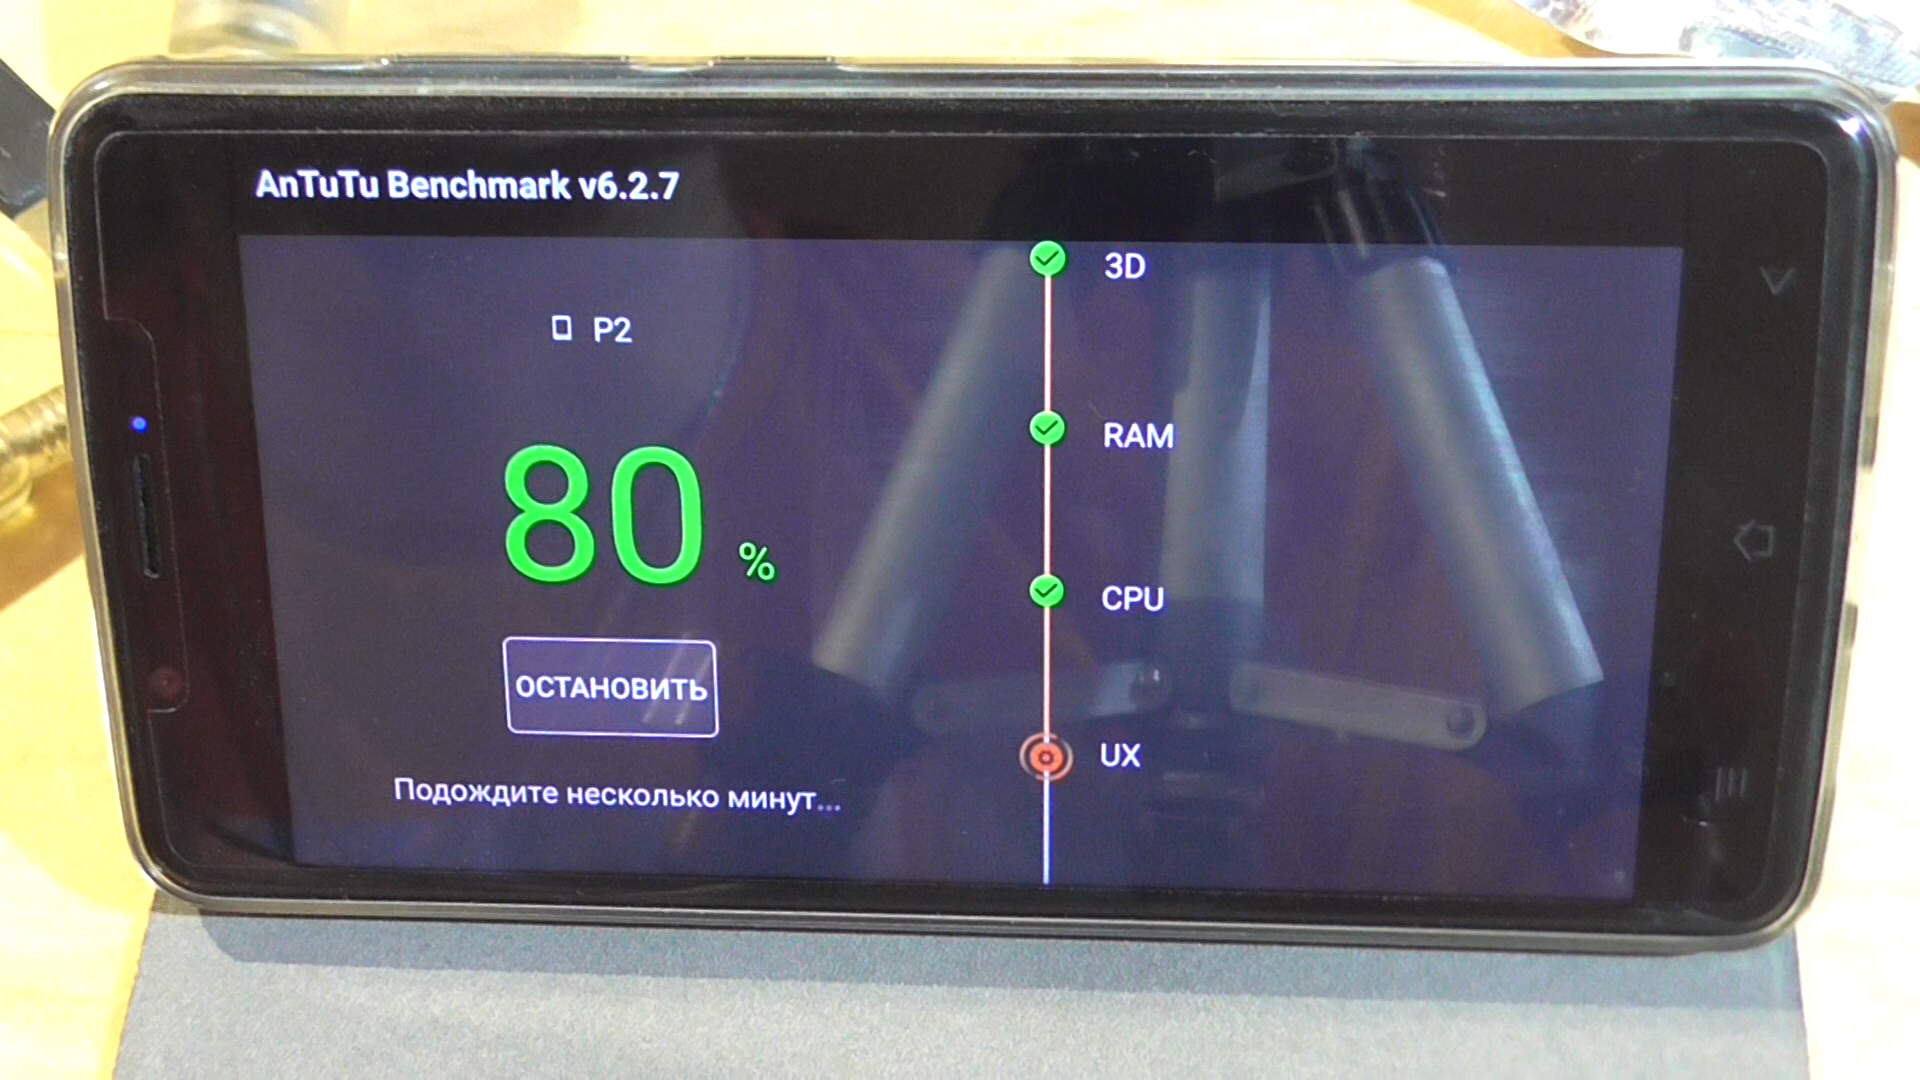 AnTuTu Benchmark v6.2.7
P2
80 %
ОСТАНОВИТЬ
Подождите несколько минут...
3D
RAM
CPU
UX